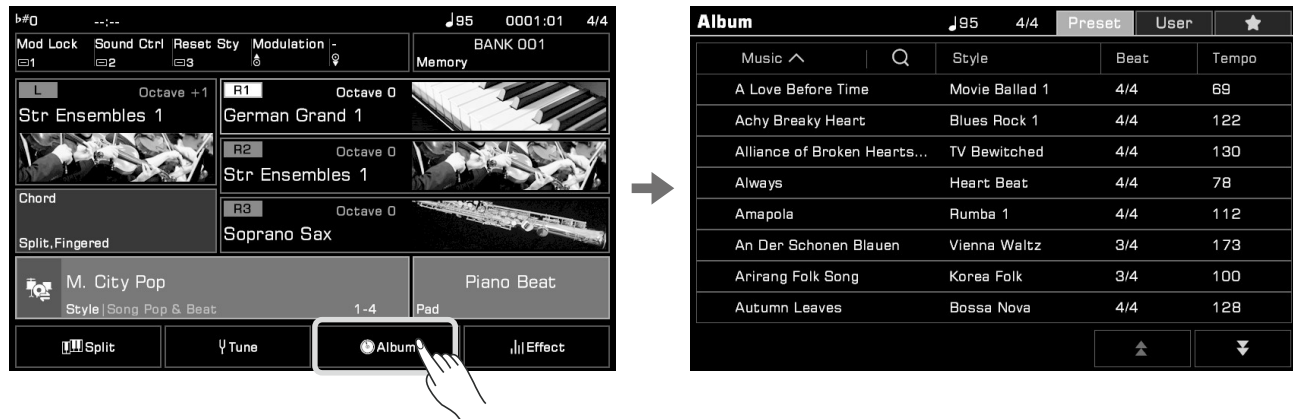 ♭#0 --:-- ♩95 0001:01 4/4
Mod Lock Sound Ctrl Reset Sty Modulation - BANK 001
1 2 3 Memory
L Octave +1 R1 Octave 0
Str Ensembles 1 German Grand 1
R2 Octave 0
Str Ensembles 1
Chord
R3 Octave 0
Soprano Sax
Split,Fingered
M. City Pop Piano Beat
Style|Song Pop & Beat 1-4 Pad
Split Tune Album Effect
Album ♩95 4/4 Preset User ★
Music Style Beat Tempo
A Love Before Time Movie Ballad 1 4/4 69
Achy Breaky Heart Blues Rock 1 4/4 122
Alliance of Broken Hearts... TV Bewitched 4/4 130
Always Heart Beat 4/4 78
Amapola Rumba 1 4/4 112
An Der Schonen Blauen Vienna Waltz 3/4 173
Arirang Folk Song Korea Folk 3/4 100
Autumn Leaves Bossa Nova 4/4 128